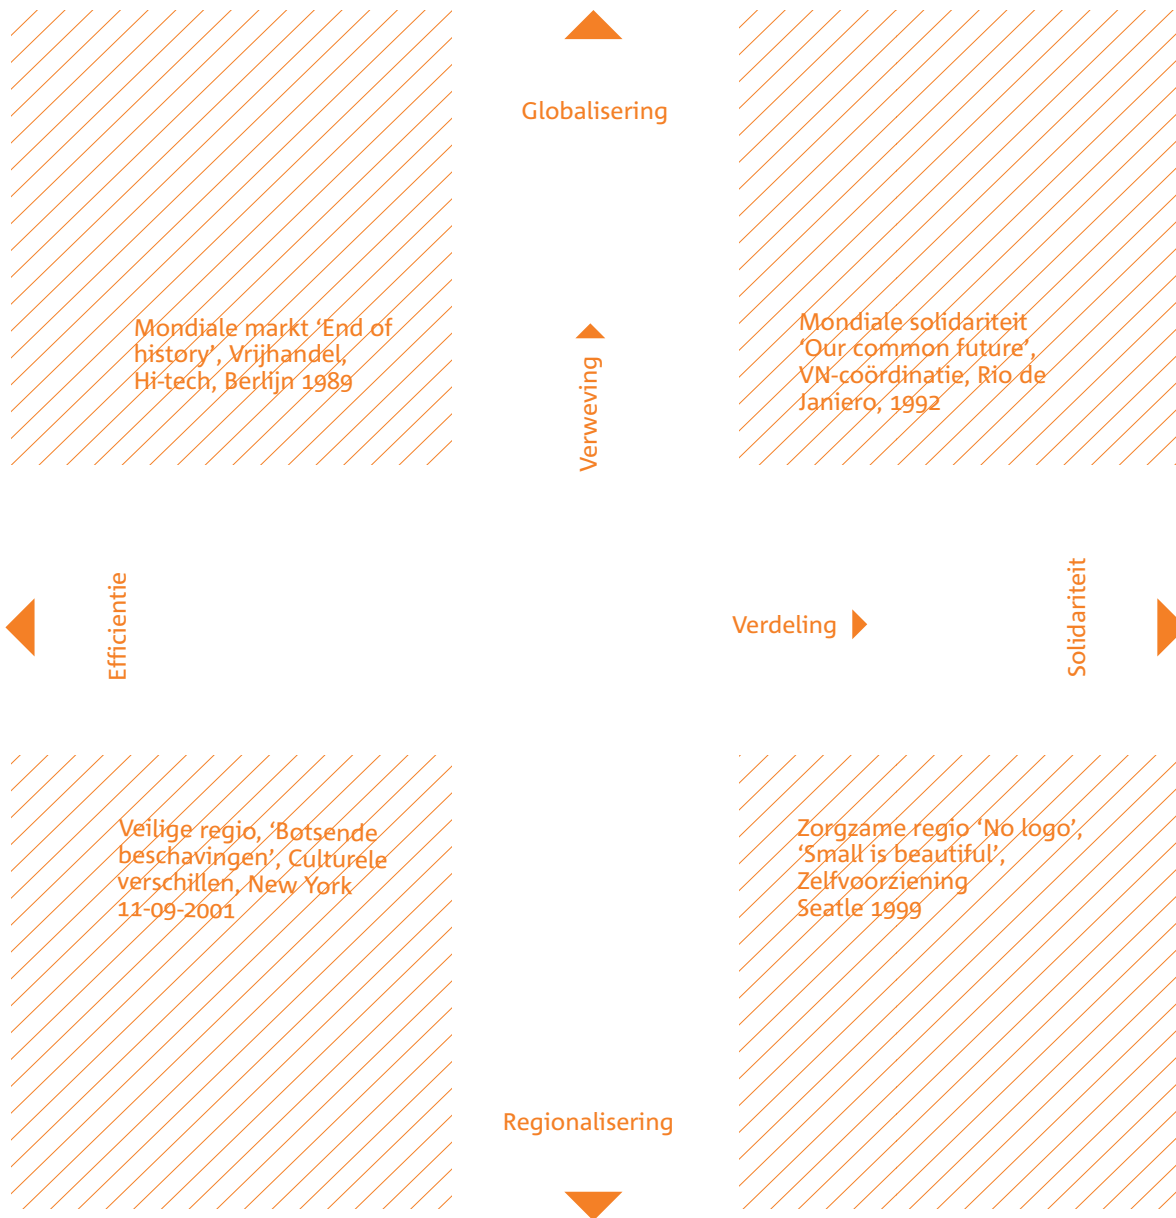 Globalisering
Mondiale markt ‘End of
history’, Vrijhandel,
Hi-tech, Berlijn 1989
Verweving
Mondiale solidariteit
‘Our common future’,
VN-coördinatie, Rio de
Janiero, 1992
Efficientie
Verdeling
Solidariteit
Veilige regio, ‘Botsende
beschavingen’, Culturele
verschillen, New York
11-09-2001
Zorgzame regio ‘No logo’,
‘Small is beautiful’,
Zelfvoorziening
Seatle 1999
Regionalisering